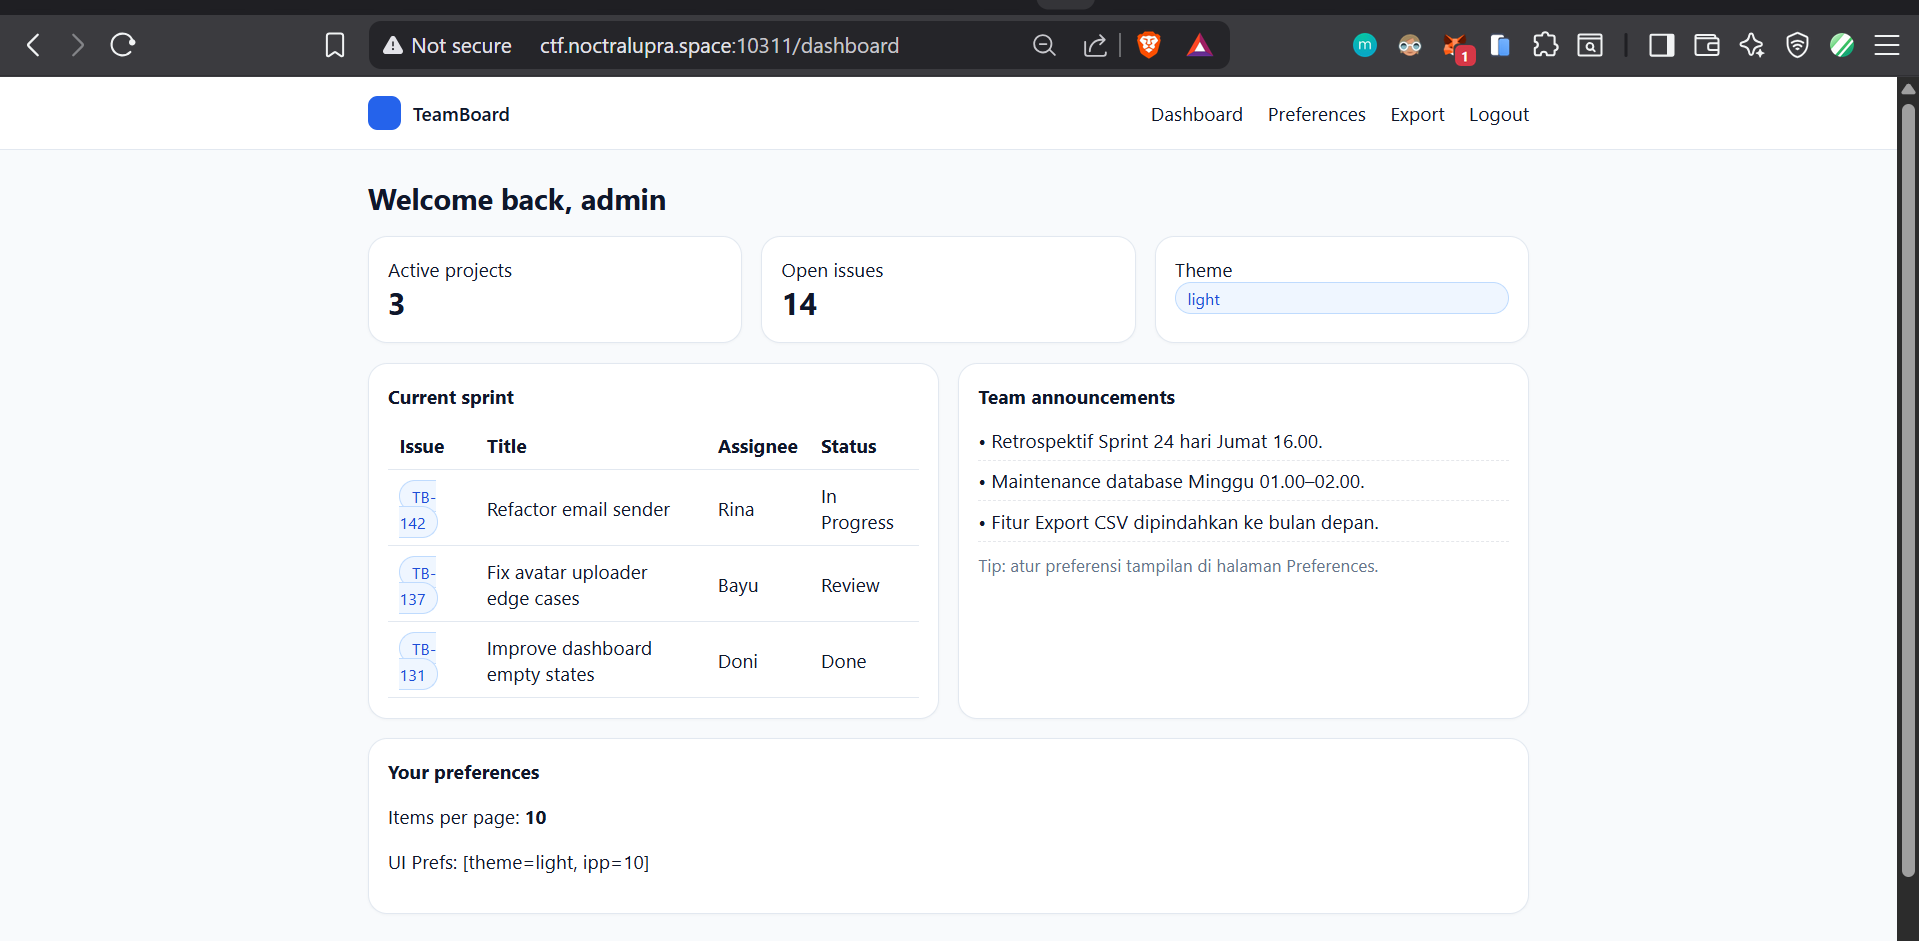 Not secure ctf.noctralupra.space:10311/dashboard
m
1
TeamBoard
Dashboard Preferences Export Logout
Welcome back, admin
Active projects
3
Open issues
14
Theme
light
Current sprint
Issue Title Assignee Status
TB-
142
Refactor email sender
Rina
In
Progress
TB-
137
Fix avatar uploader
edge cases
Bayu
Review
TB-
131
Improve dashboard
empty states
Doni
Done
Team announcements
• Retrospektif Sprint 24 hari Jumat 16.00.
• Maintenance database Minggu 01.00–02.00.
• Fitur Export CSV dipindahkan ke bulan depan.
Tip: atur preferensi tampilan di halaman Preferences.
Your preferences
Items per page: 10
UI Prefs: [theme=light, ipp=10]